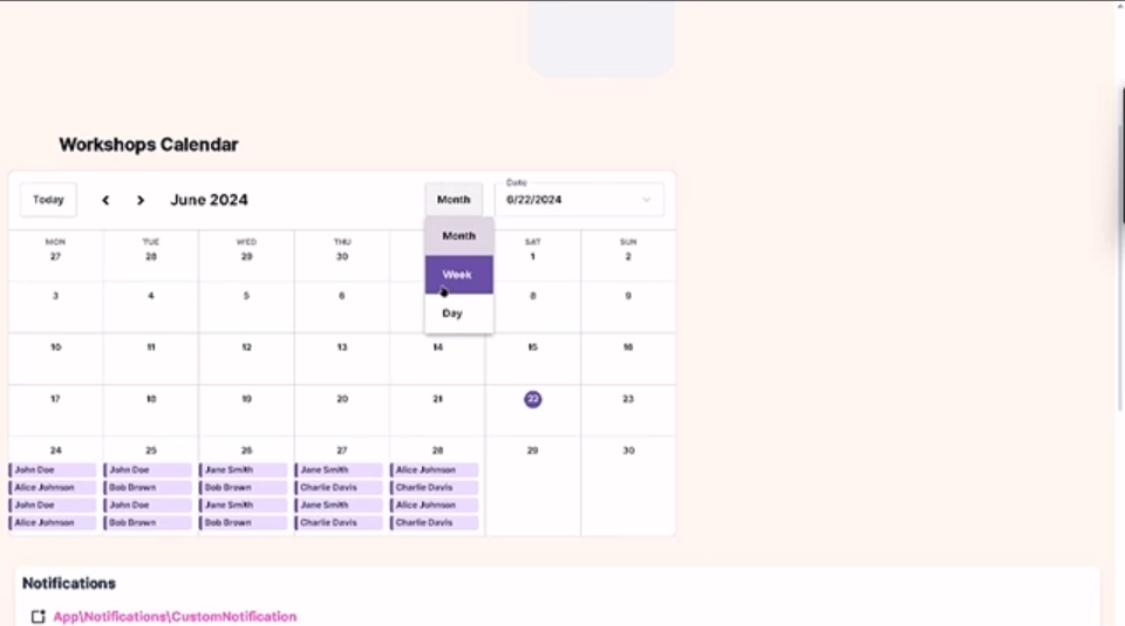 Workshops Calendar
Today < > June 2024 Month Date 6/22/2024
Month
Week
Day
MON TUE WED THU SAT SUN
27 28 29 30 1 2
3 4 5 6 8 9
10 11 12 13 14 15 16
17 18 19 20 21 22 23
24 25 26 27 28 29 30
John Doe John Doe Jane Smith Jane Smith Alice Johnson
Alice Johnson Bob Brown Bob Brown Charlie Davis Charlie Davis
John Doe John Doe Jane Smith Jane Smith Alice Johnson
Alice Johnson Bob Brown Bob Brown Charlie Davis Charlie Davis
Notifications
App\Notifications\CustomNotification